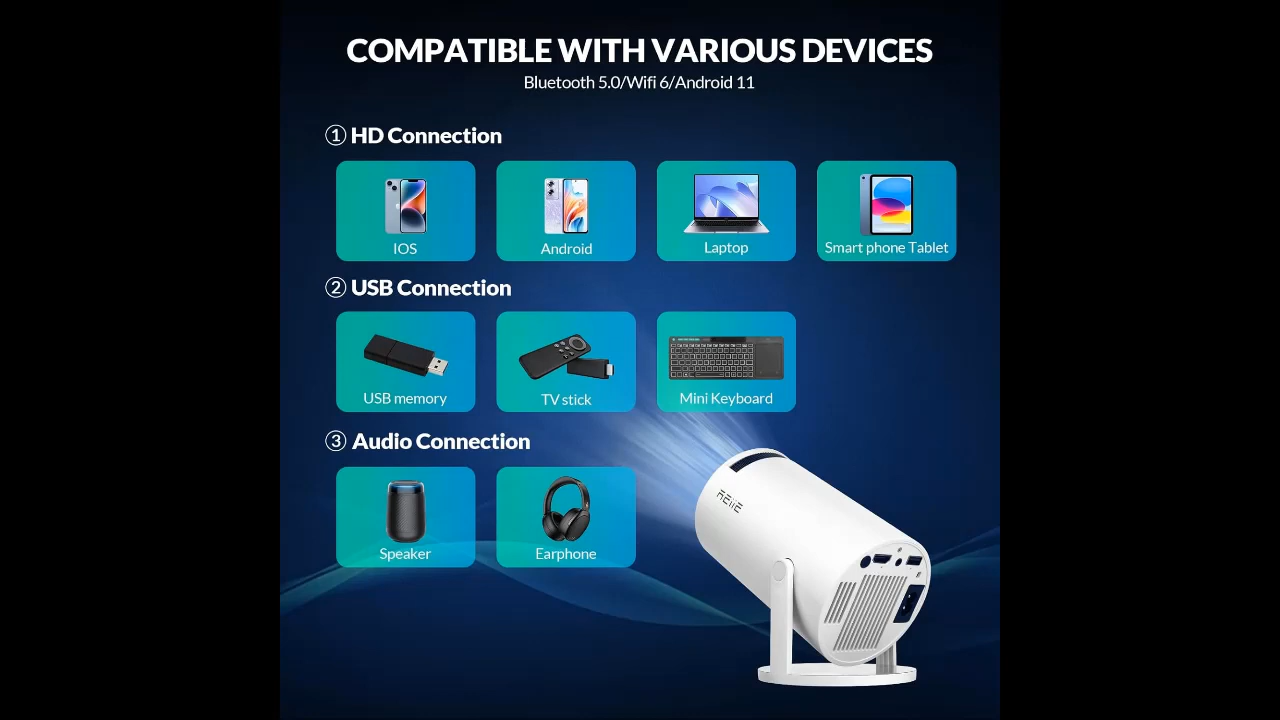 COMPATIBLE WITH VARIOUS DEVICES
Bluetooth 5.0/Wifi 6/Android 11
① HD Connection
IOS
Android
Laptop
Smart phone Tablet
② USB Connection
USB memory
TV stick
Mini Keyboard
③ Audio Connection
Speaker
Earphone